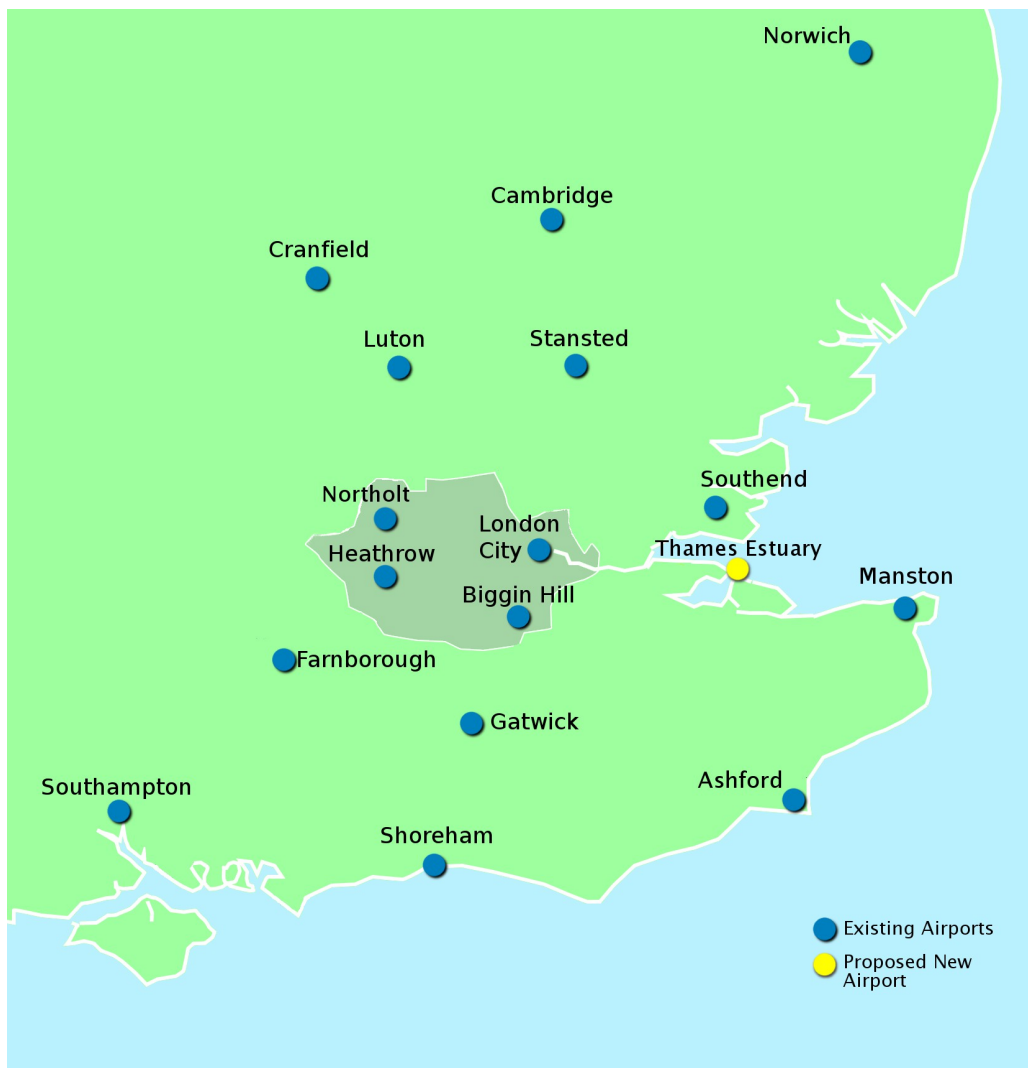 Norwich
Cambridge
Cranfield
Luton
Stansted
Southend
Northolt
London
City
Thames Estuary
Heathrow
Manston
Biggin Hill
Farnborough
Gatwick
Ashford
Southampton
Shoreham
Existing Airports
Proposed New
Airport